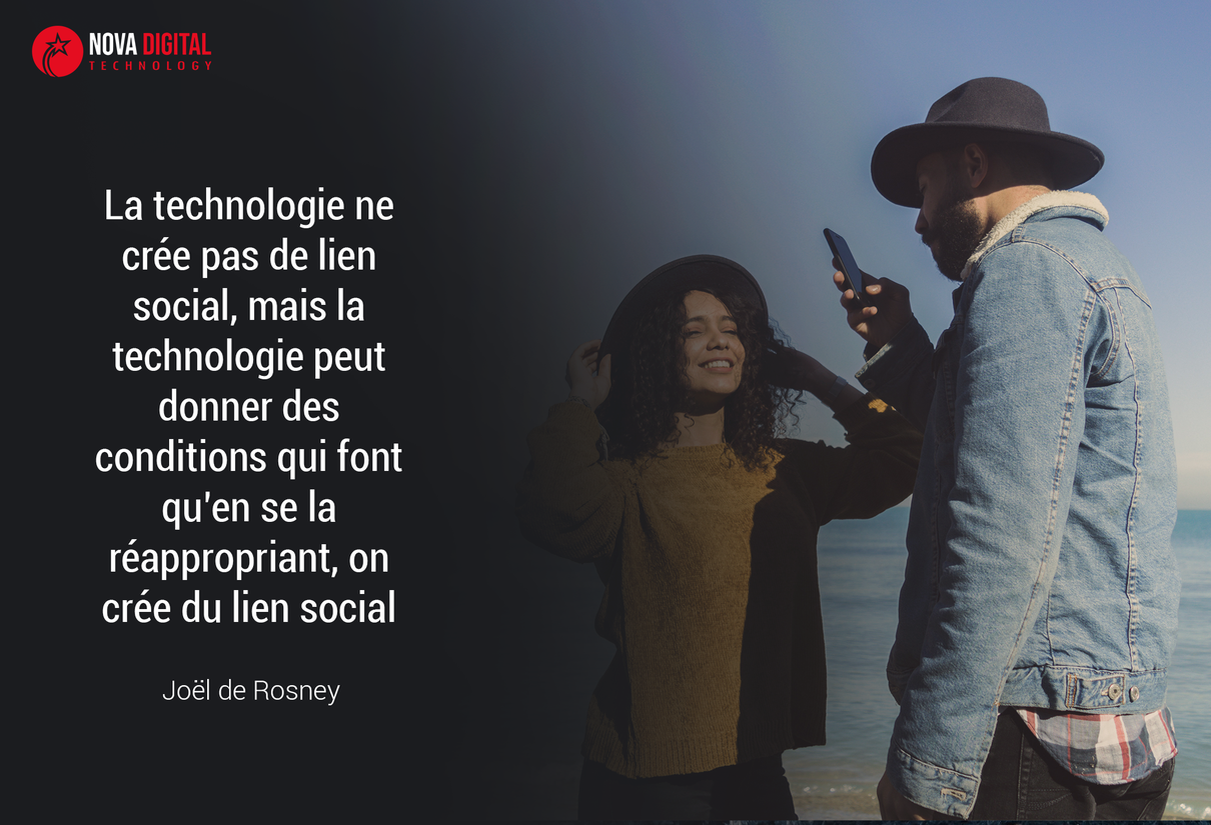 NOVA DIGITAL
TECHNOLOGY
La technologie ne
crée pas de lien
social, mais la
technologie peut
donner des
conditions qui font
qu'en se la
réappropriant, on
crée du lien social
Joël de Rosney